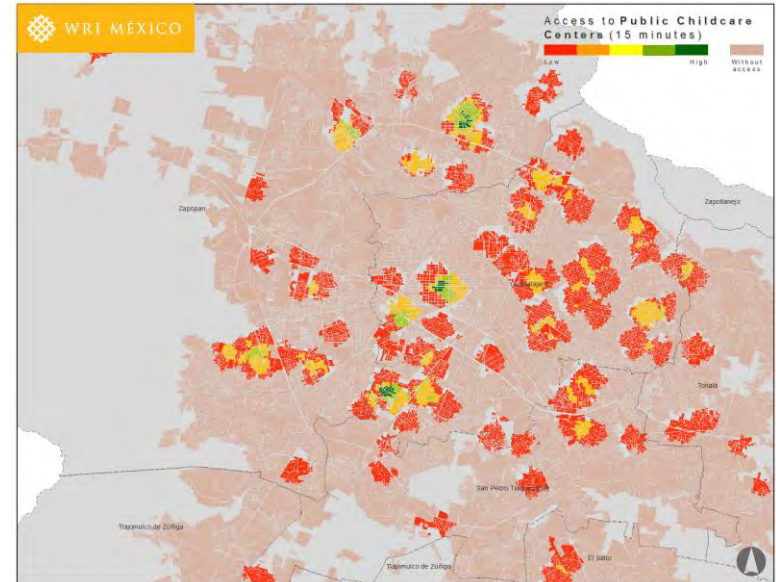 WRI MÉXICO
Access to Public Childcare
Centers (15 minutes)
Low
High
Without
access
Zapopan
Zapotlanejo
Tonalá
San Pedro Tlaquepaque
Tlajomulco de Zúñiga
Tlajomulco de Zúñiga
El Salto